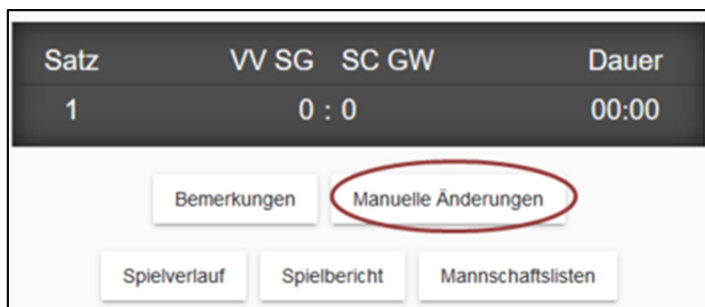 Satz VV SG SC GW Dauer
1 0 : 0 00:00
Bemerkungen Manuelle Änderungen
Spielverlauf Spielbericht Mannschaftslisten